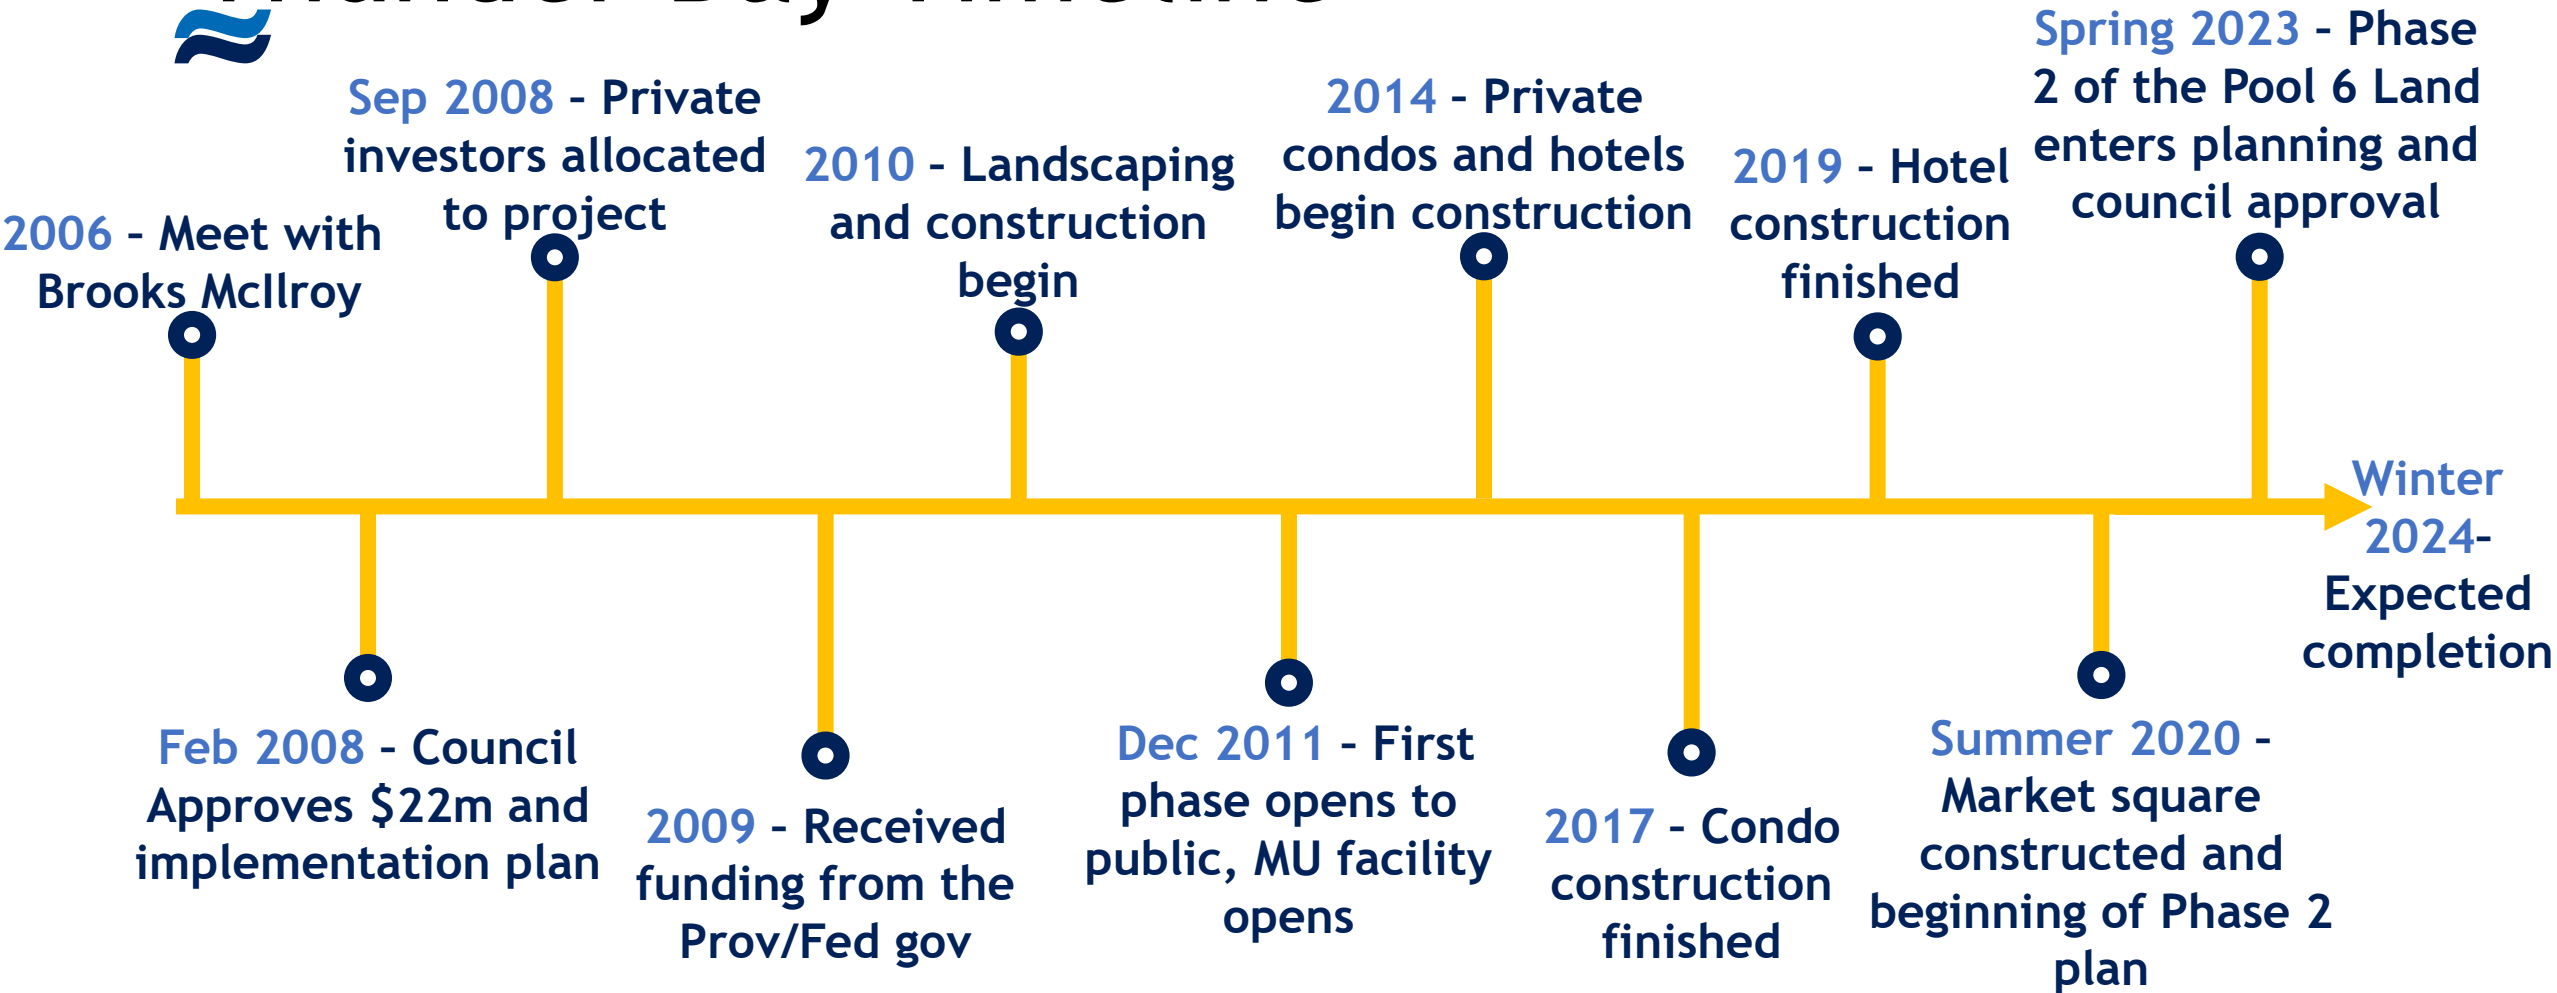 Thunder Bay Timeline
2006 – Meet with
Brooks McIlroy
Feb 2008 – Council
Approves $22m and
implementation plan
Sep 2008 – Private
investors allocated
to project
2009 – Received
funding from the
Prov/Fed gov
2010 – Landscaping
and construction
begin
Dec 2011 – First
phase opens to
public, MU facility
opens
2014 – Private
condos and hotels
begin construction
2017 – Condo
construction
finished
2019 – Hotel
construction
finished
Summer 2020 –
Market square
constructed and
beginning of Phase 2
plan
Spring 2023 – Phase
2 of the Pool 6 Land
enters planning and
council approval
Winter
2024–
Expected
completion